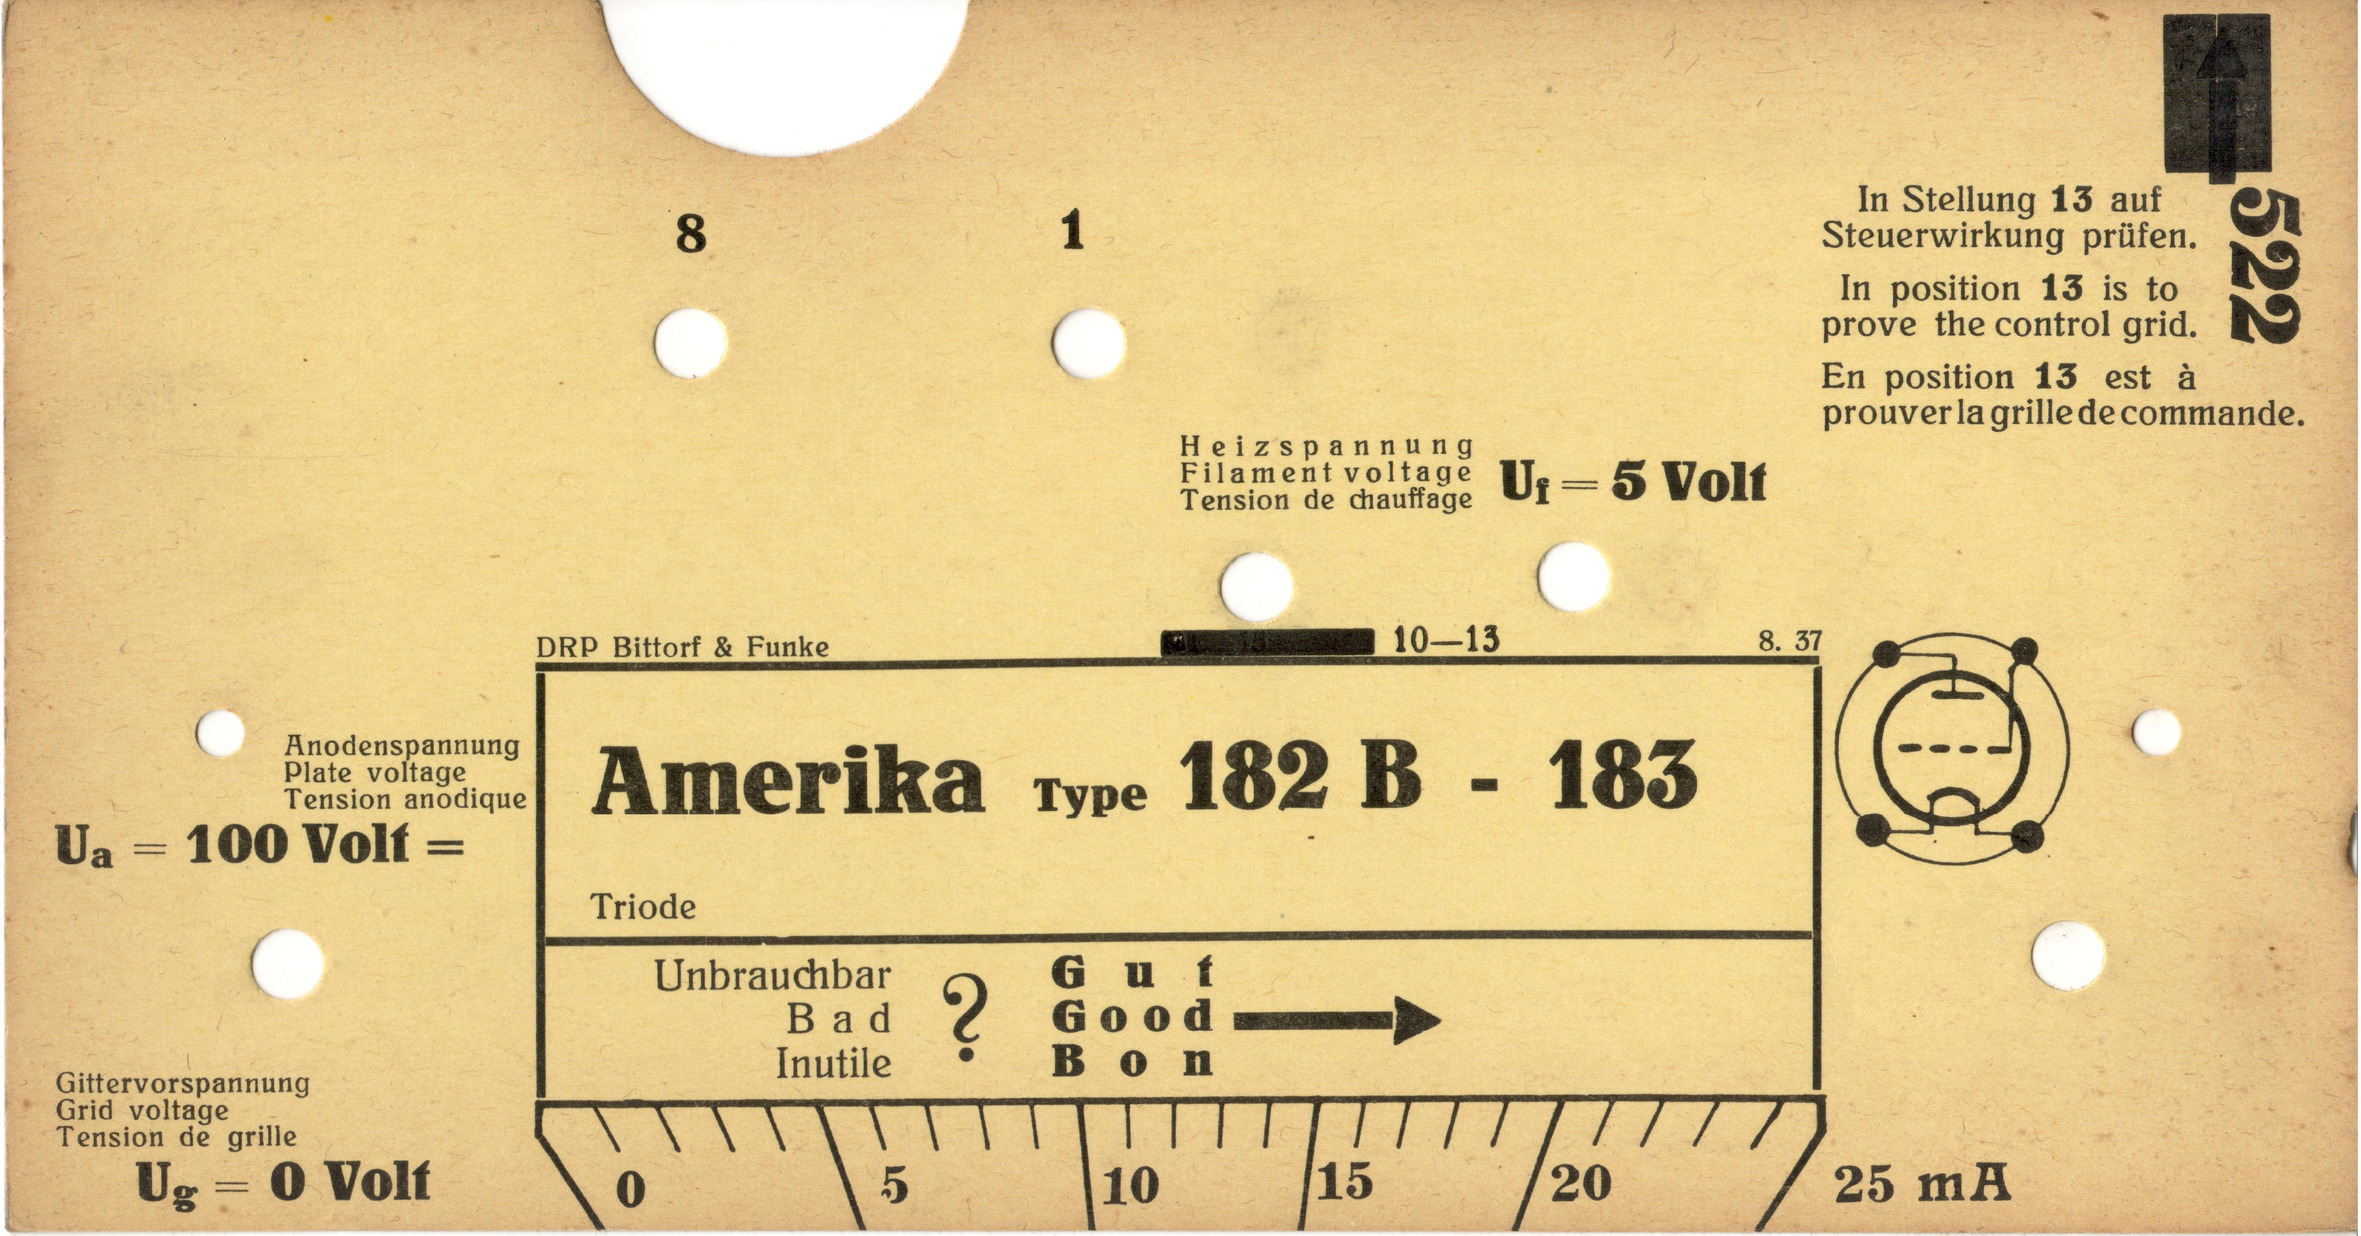 8
1
522
In Stellung 13 auf
Steuerwirkung prüfen.
In position 13 is to
prove the control grid.
En position 13 est à
prouver la grille de commande.
Heizspannung
Filament voltage
Tension de chauffage
Uf = 5 Volt
DRP Bittorf & Funke
10—13
8. 37
Anodenspannung
Plate voltage
Tension anodique
Ua = 100 Volt =
Amerika Type 182 B - 183
Triode
Unbrauchbar
Bad
Inutile
?
Gut
Good
Bon
Gittervorspannung
Grid voltage
Tension de grille
Ug = 0 Volt
0 5 10 15 20 25 mA